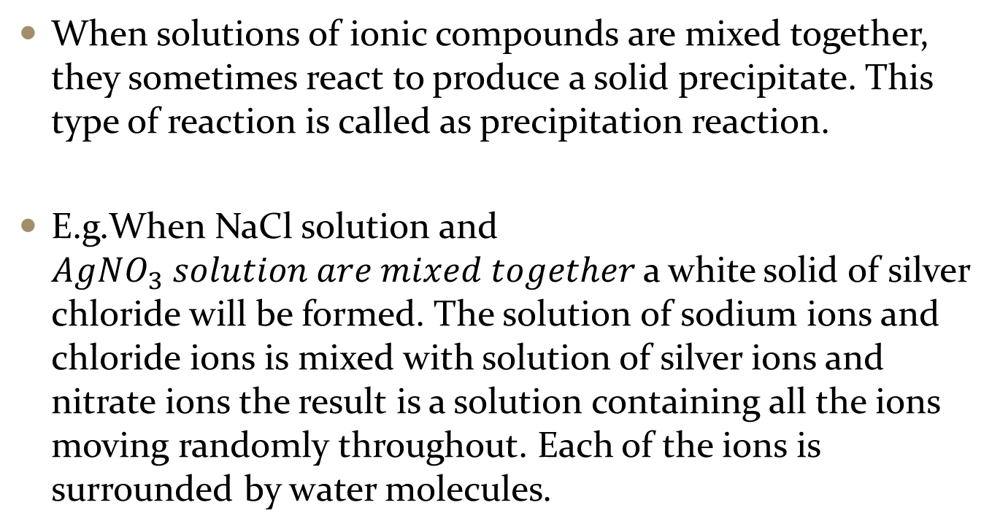 • When solutions of ionic compounds are mixed together,
they sometimes react to produce a solid precipitate. This
type of reaction is called as precipitation reaction.
• E.g.When NaCl solution and
AgNO₃ solution are mixed together a white solid of silver
chloride will be formed. The solution of sodium ions and
chloride ions is mixed with solution of silver ions and
nitrate ions the result is a solution containing all the ions
moving randomly throughout. Each of the ions is
surrounded by water molecules.